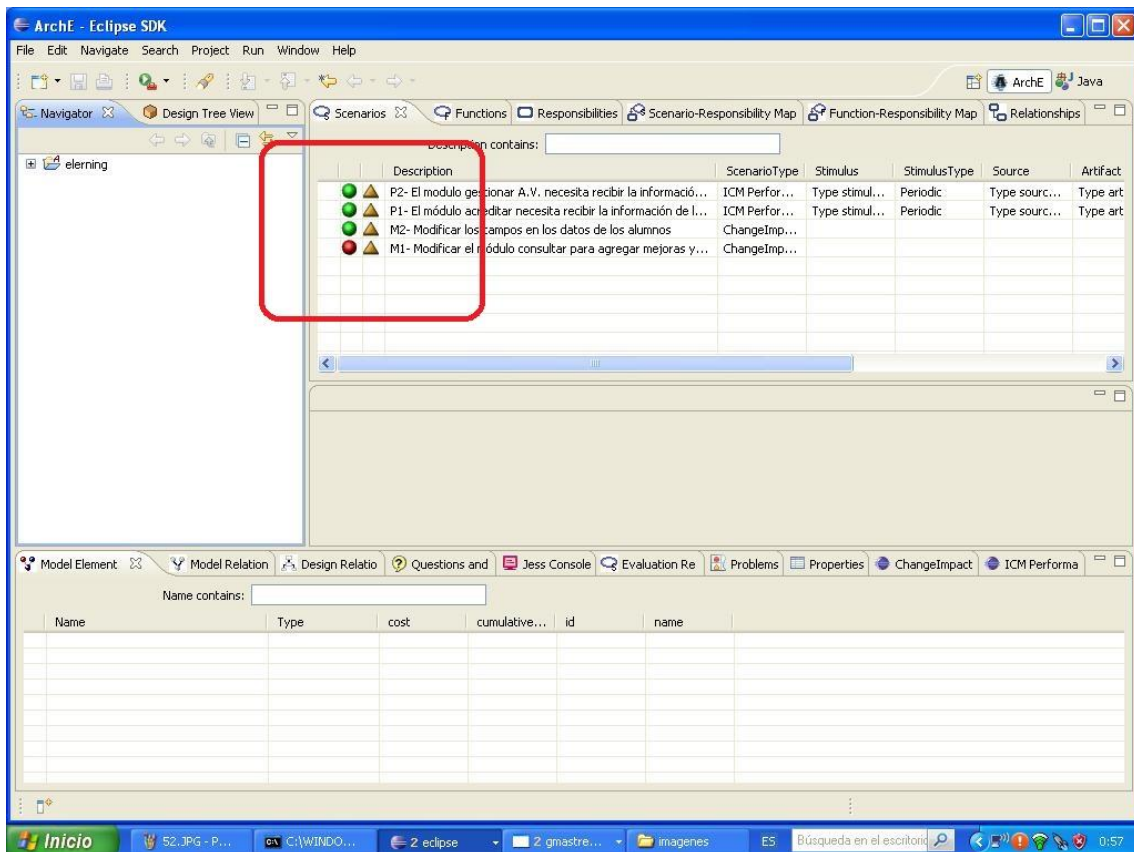 ArchE - Eclipse SDK
File Edit Navigate Search Project Run Window Help
ArchE Java
Navigator Design Tree View Scenarios Functions Responsibilities Scenario-Responsibility Map Function-Responsibility Map Relationships
Description contains:
elerning
Description ScenarioType Stimulus StimulusType Source Artifact
P2- El modulo gestionar A.V. necesita recibir la informació... ICM Perfor... Type stimul... Periodic Type sourc... Type art
P1- El módulo acreditar necesita recibir la información de l... ICM Perfor... Type stimul... Periodic Type sourc... Type art
M2- Modificar los campos en los datos de los alumnos ChangeImp...
M1- Modificar el módulo consultar para agregar mejoras y... ChangeImp...
Model Element Model Relation Design Relatio Questions and Jess Console Evaluation Re Problems Properties ChangeImpact ICM Performa
Name contains:
Name Type cost cumulative... id name
Inicio 52.JPG - P... C:\WINDO... 2 eclipse 2 gmastre... imagenes ES Búsqueda en el escritorio 0:57